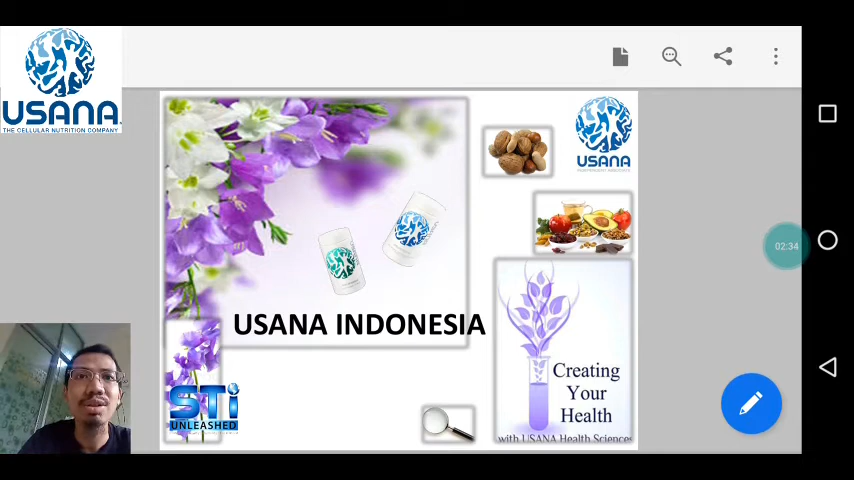 USANA
THE CELLULAR NUTRITION COMPANY
USANA
02:34
USANA INDONESIA
Creating
Your
Health
with USANA Health Sciences
STi
UNLEASHED